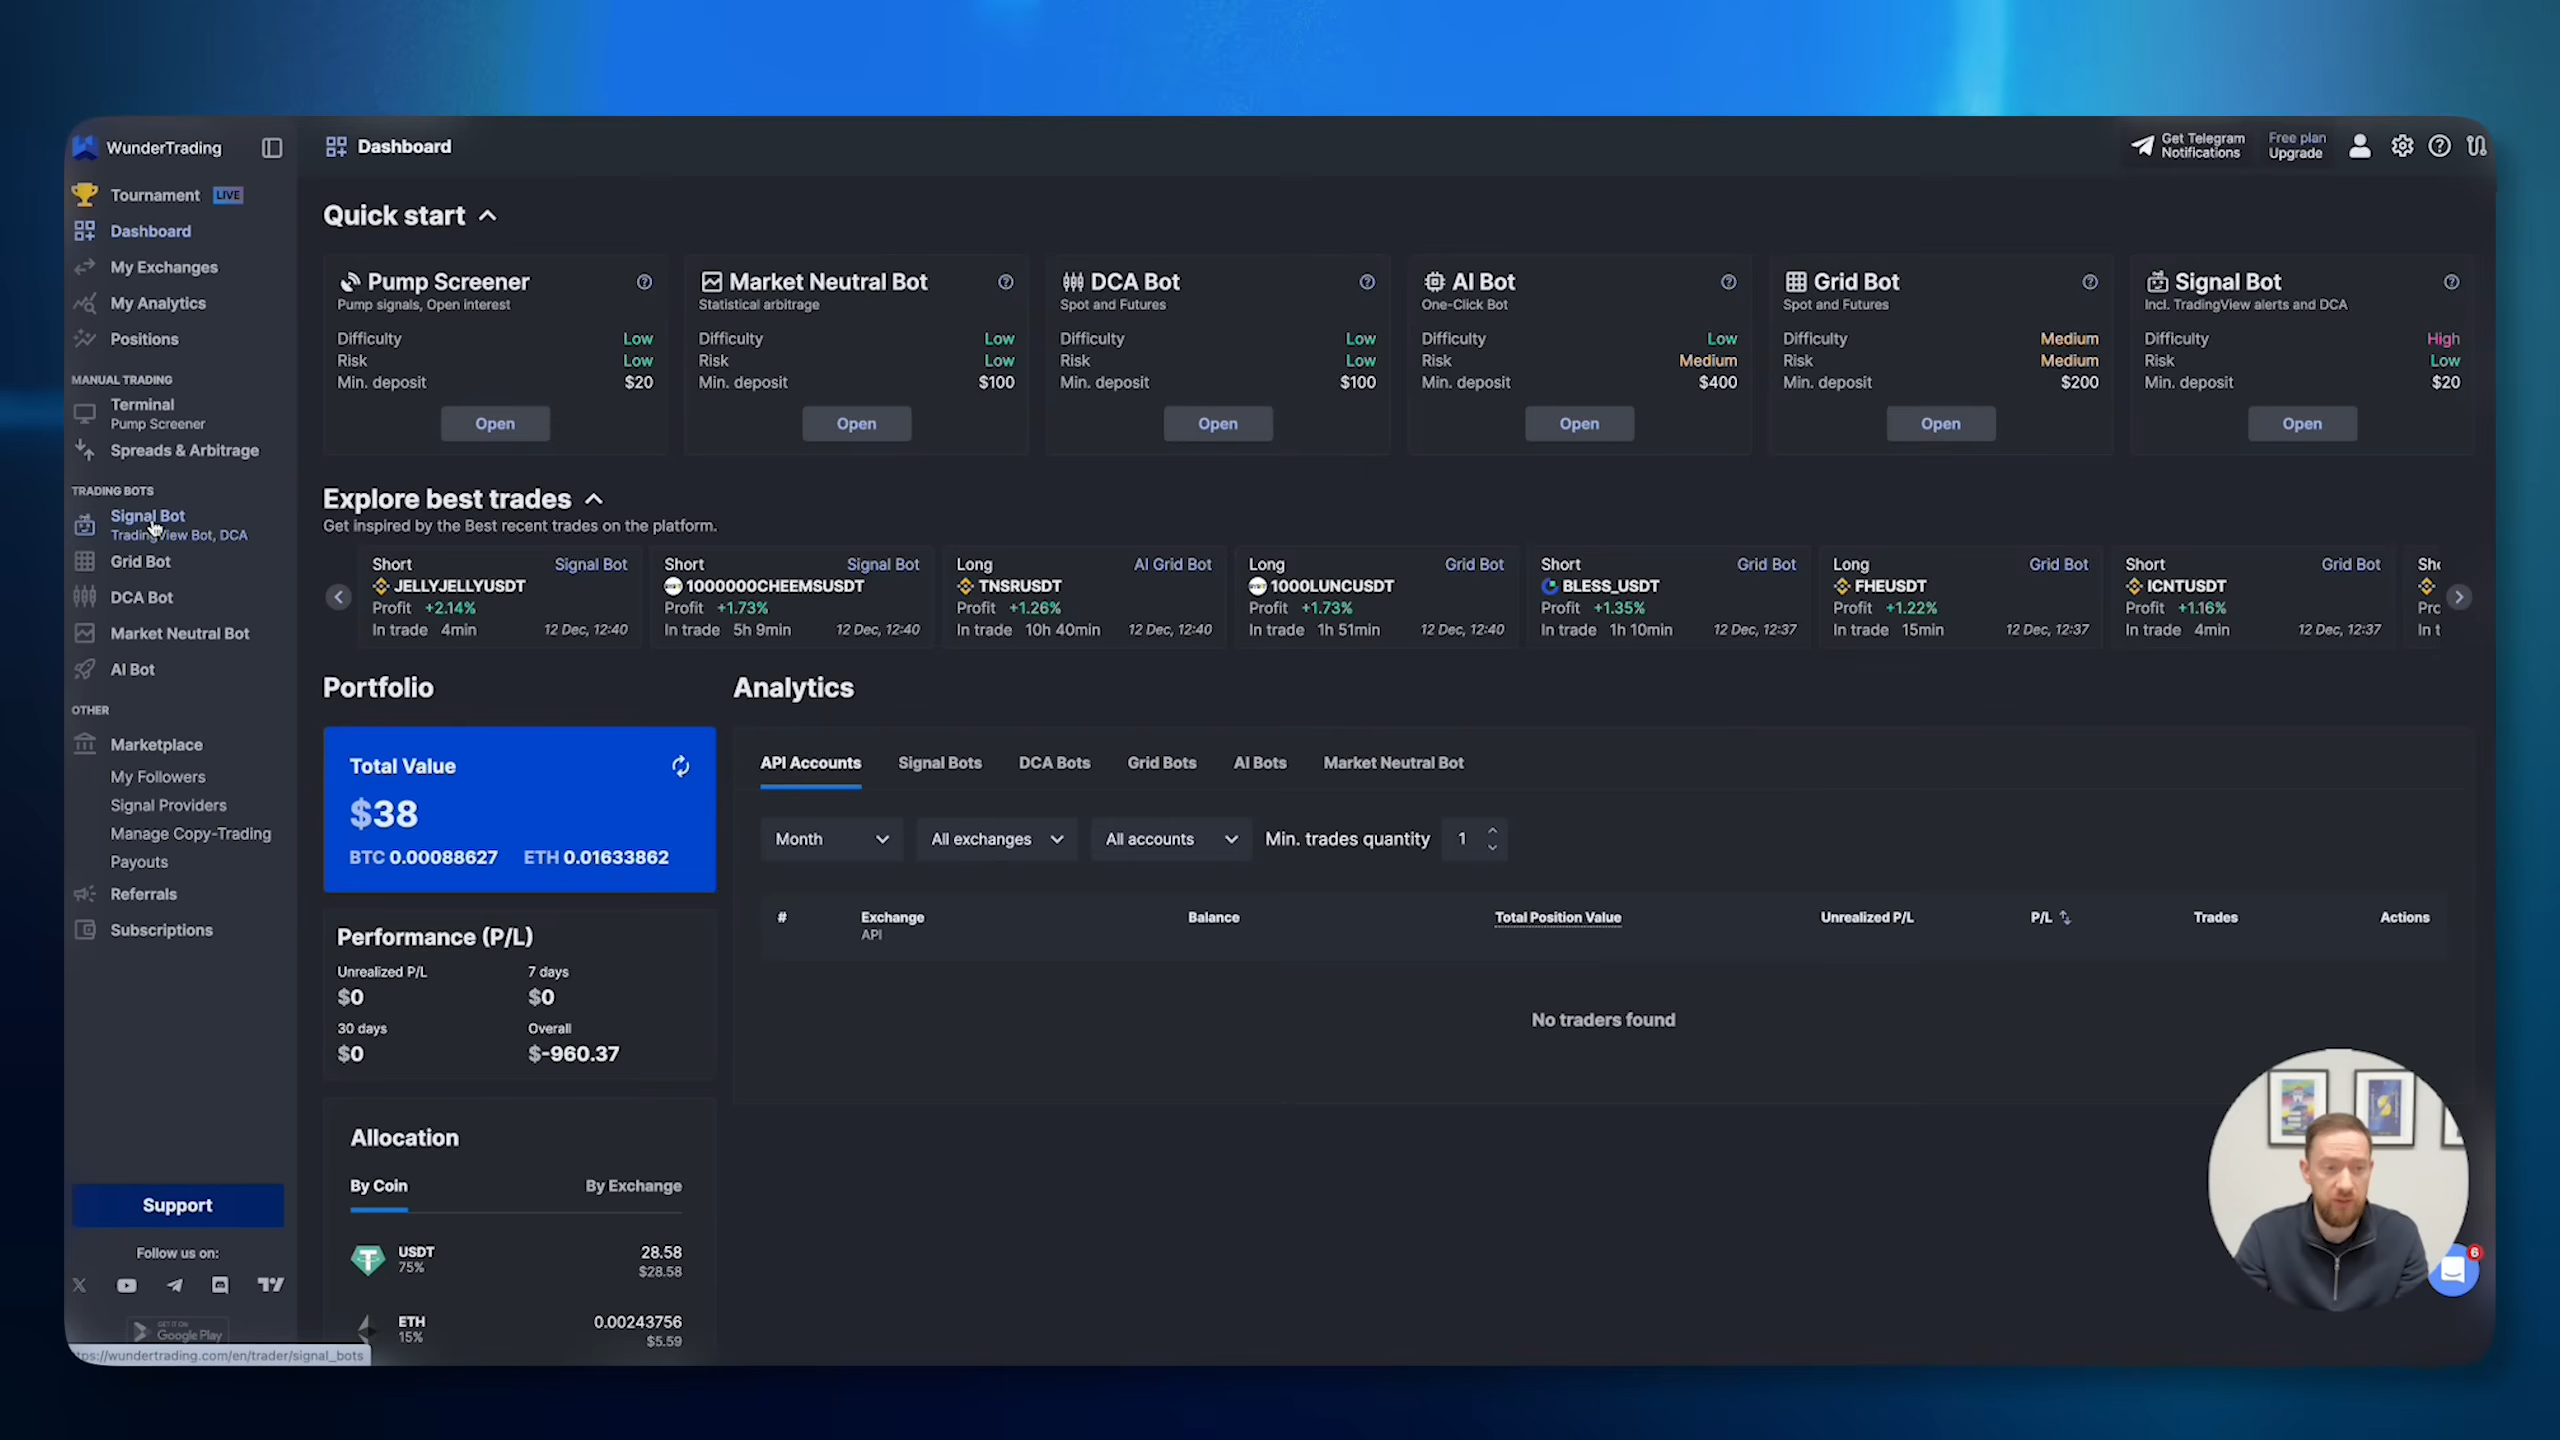 WunderTrading
Tournament LIVE
Dashboard
My Exchanges
My Analytics
Positions
MANUAL TRADING
Terminal
Pump Screener
Spreads & Arbitrage
TRADING BOTS
Signal Bot
TradingView Bot, DCA
Grid Bot
DCA Bot
Market Neutral Bot
AI Bot
OTHER
Marketplace
My Followers
Signal Providers
Manage Copy-Trading
Payouts
Referrals
Subscriptions
Support
Follow us on:
GET IT ON
Google Play
tps://wundertrading.com/en/trader/signal_bots
Dashboard
Get Telegram
Notifications
Free plan
Upgrade
Quick start
Pump Screener
Pump signals, Open interest
Difficulty Low
Risk Low
Min. deposit $20
Open
Market Neutral Bot
Statistical arbitrage
Difficulty Low
Risk Low
Min. deposit $100
Open
DCA Bot
Spot and Futures
Difficulty Low
Risk Low
Min. deposit $100
Open
AI Bot
One-Click Bot
Difficulty Low
Risk Medium
Min. deposit $400
Open
Grid Bot
Spot and Futures
Difficulty Medium
Risk Medium
Min. deposit $200
Open
Signal Bot
Incl. TradingView alerts and DCA
Difficulty High
Risk Low
Min. deposit $20
Open
Explore best trades
Get inspired by the Best recent trades on the platform.
Short Signal Bot
JELLYJELLYUSDT
Profit +2.14%
In trade 4min 12 Dec, 12:40
Short Signal Bot
1000000CHEEMSUSDT
Profit +1.73%
In trade 5h 9min 12 Dec, 12:40
Long AI Grid Bot
TNSRUSDT
Profit +1.26%
In trade 10h 40min 12 Dec, 12:40
Long Grid Bot
1000LUNCUSDT
Profit +1.73%
In trade 1h 51min 12 Dec, 12:40
Short Grid Bot
BLESS_USDT
Profit +1.35%
In trade 1h 10min 12 Dec, 12:37
Long Grid Bot
FHEUSDT
Profit +1.22%
In trade 15min 12 Dec, 12:37
Short Grid Bot
ICNTUSDT
Profit +1.16%
In trade 4min 12 Dec, 12:37
Sho
Pro
In t
Portfolio
Total Value
$38
BTC 0.00088627 ETH 0.01633862
Performance (P/L)
Unrealized P/L 7 days
$0 $0
30 days Overall
$0 $-960.37
Allocation
By Coin By Exchange
USDT 28.58
75% $28.58
ETH 0.00243756
15% $5.59
Analytics
API Accounts Signal Bots DCA Bots Grid Bots AI Bots Market Neutral Bot
Month All exchanges All accounts Min. trades quantity 1
# Exchange Balance Total Position Value Unrealized P/L P/L Trades Actions
API
No traders found
6